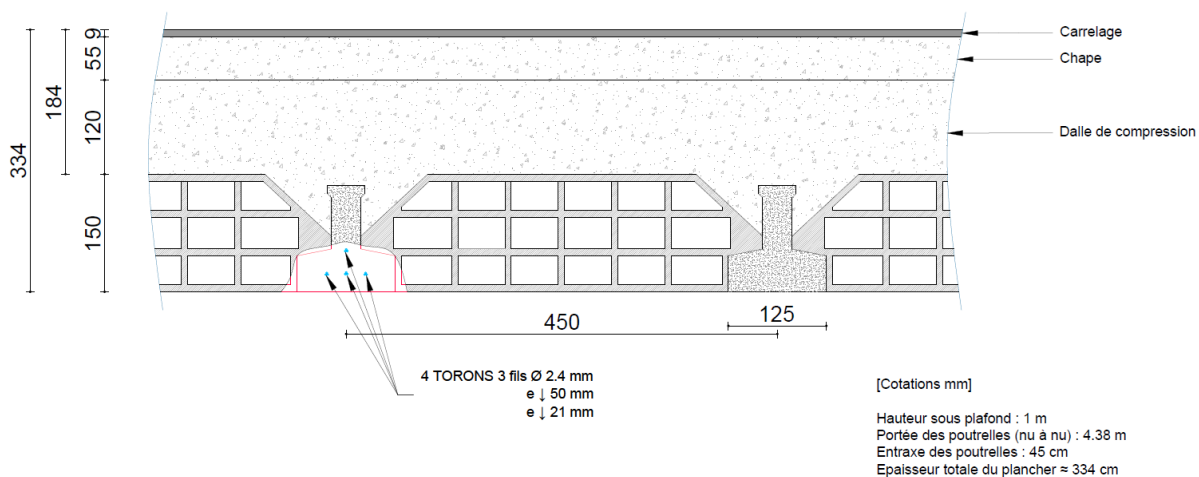 Carrelage
Chape
Dalle de compression
9
55
184
120
334
150
450
125
4 TORONS 3 fils Ø 2.4 mm
e ↓ 50 mm
e ↓ 21 mm
[Cotations mm]
Hauteur sous plafond : 1 m
Portée des poutrelles (nu à nu) : 4.38 m
Entraxe des poutrelles : 45 cm
Epaisseur totale du plancher ≈ 334 cm